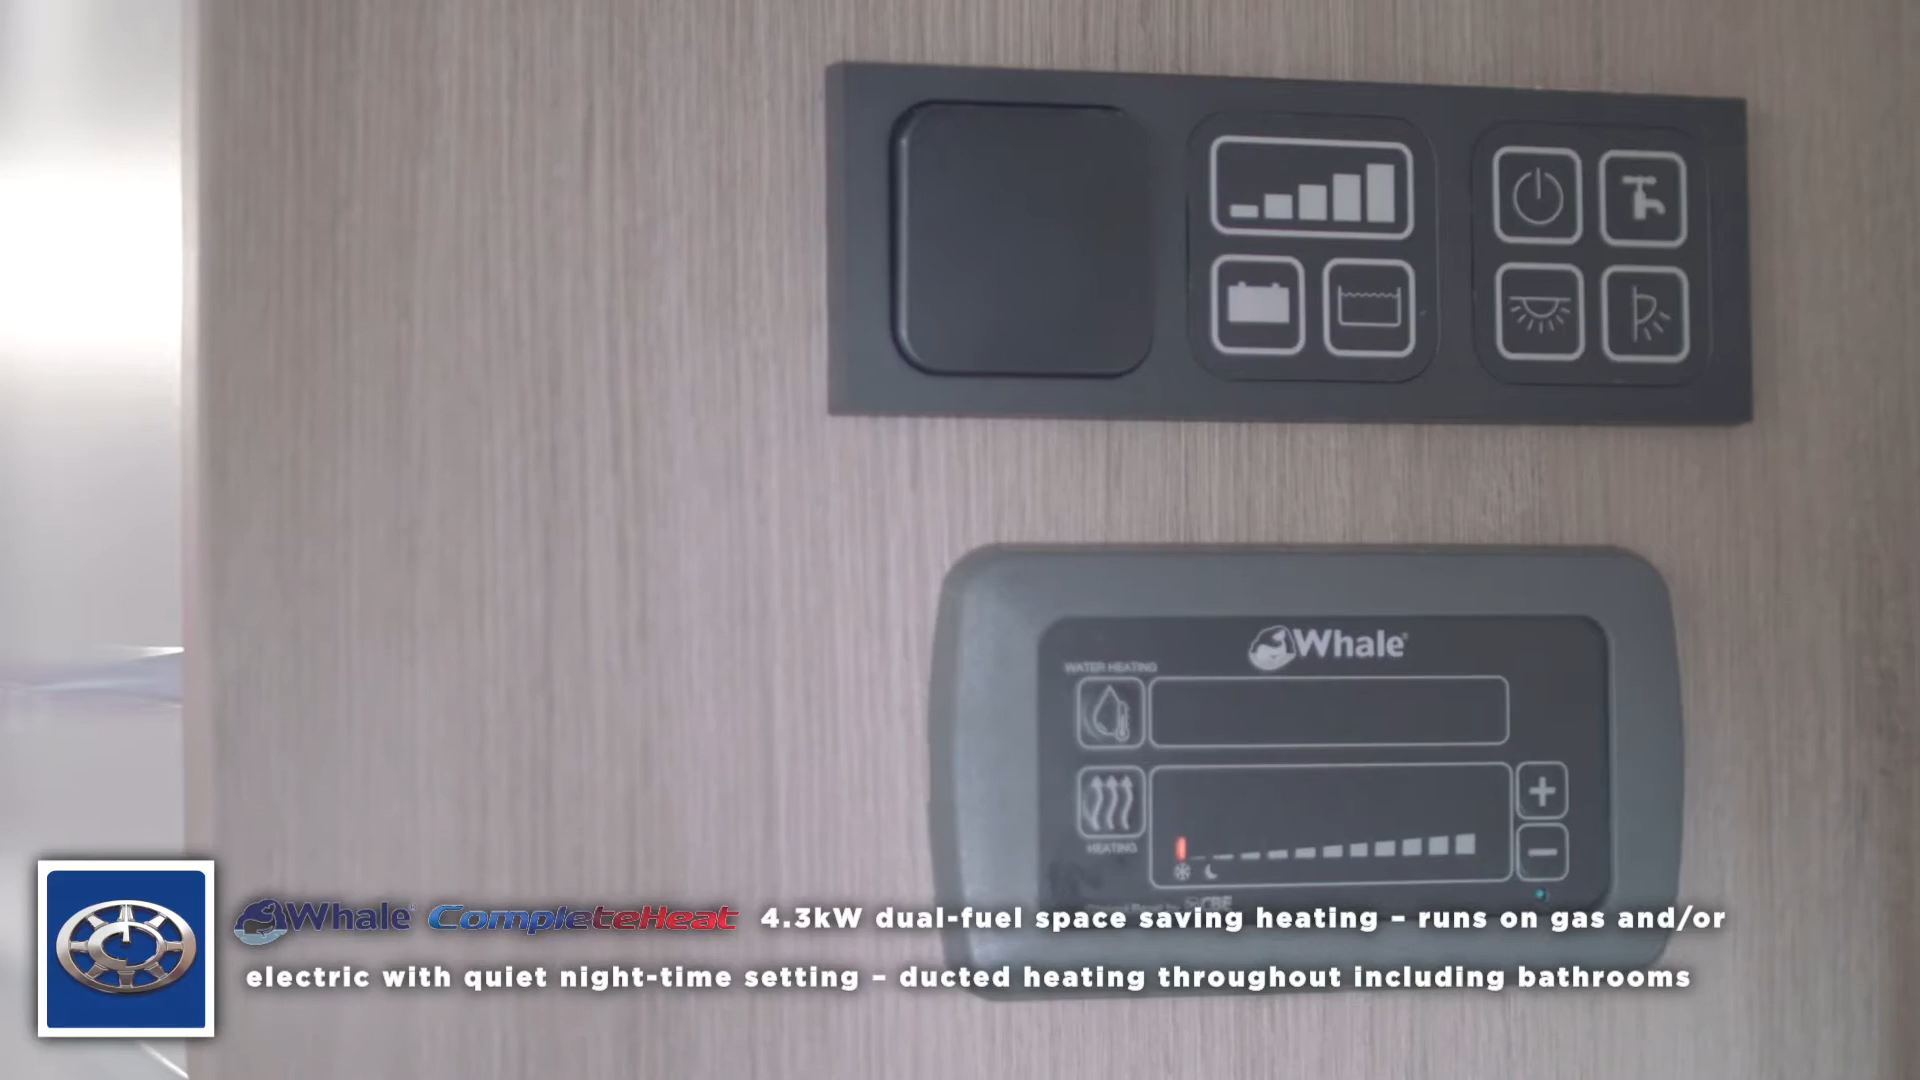 Whale
WATER HEATING
HEATING
CBE
Whale CompleteHeat 4.3kW dual-fuel space saving heating – runs on gas and/or
electric with quiet night-time setting – ducted heating throughout including bathrooms